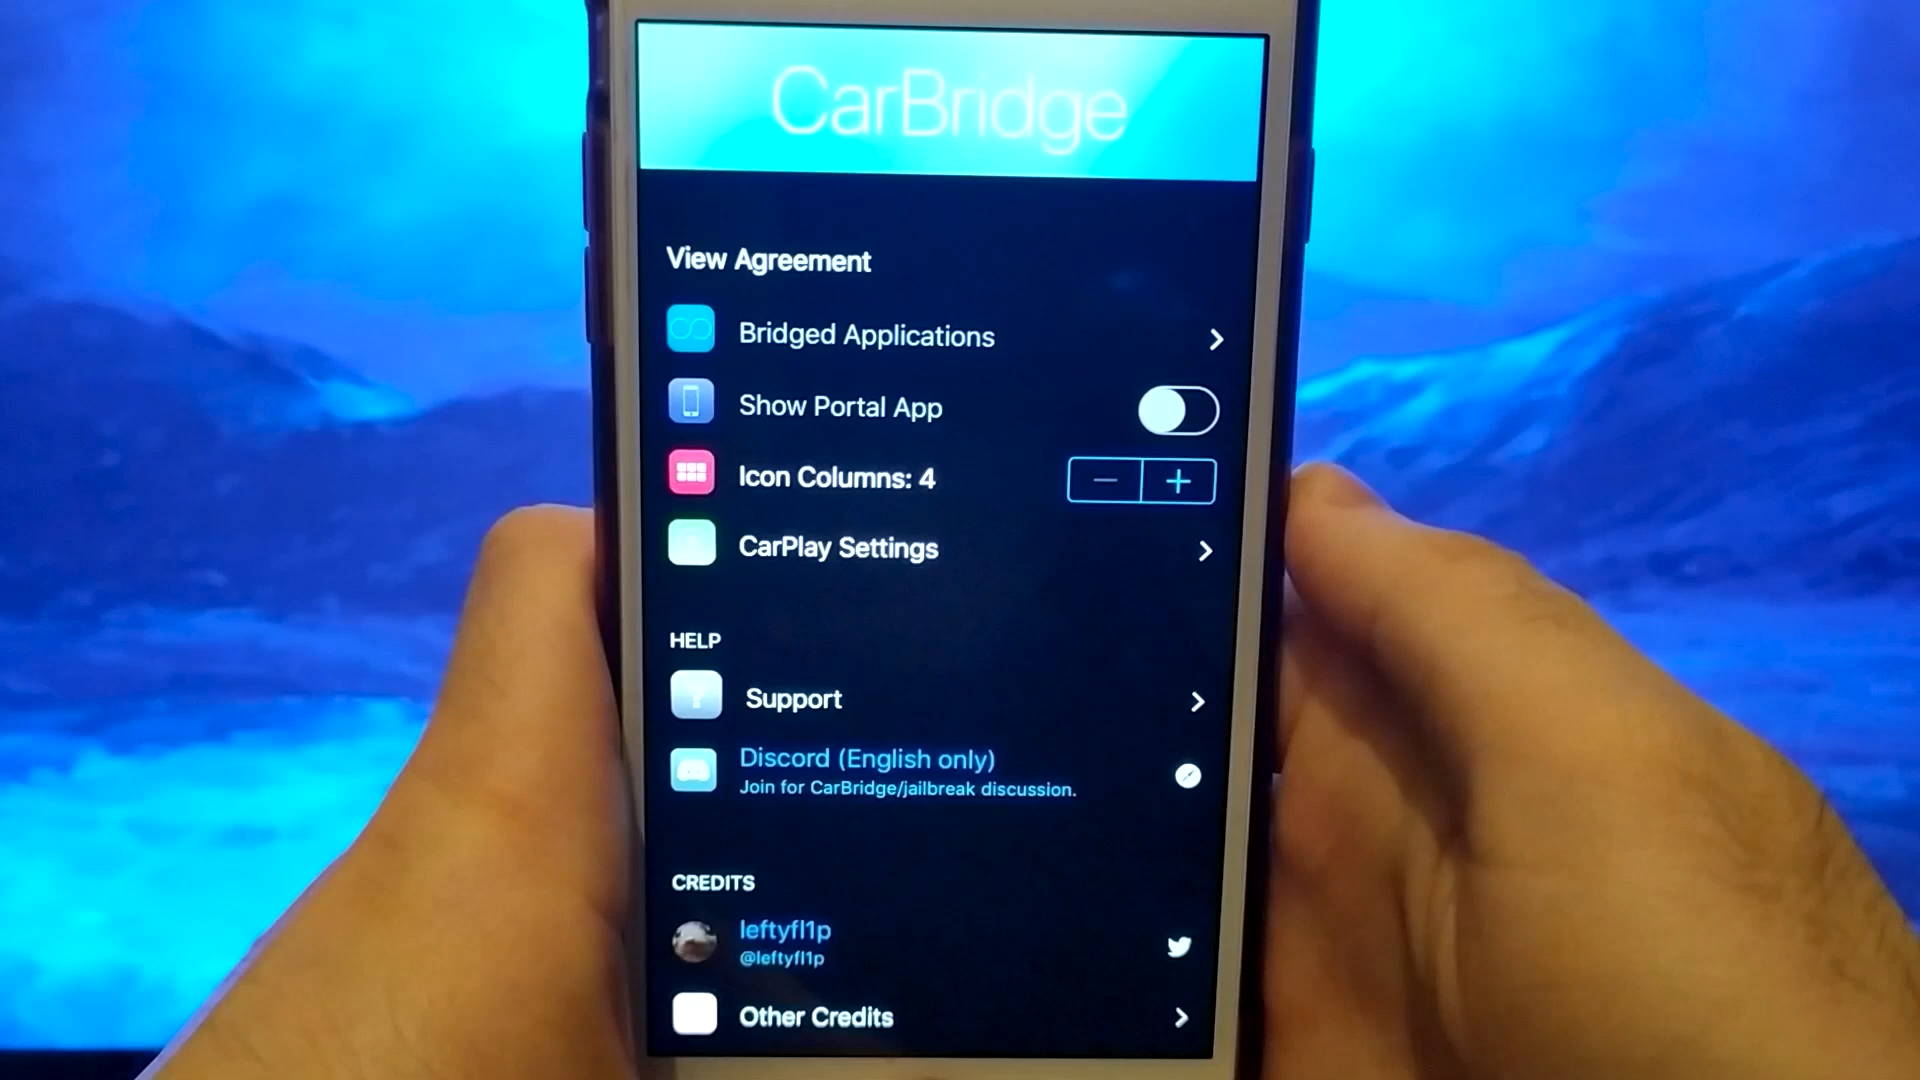 CarBridge
View Agreement
Bridged Applications
Show Portal App
Icon Columns: 4
CarPlay Settings
HELP
Support
Discord (English only)
Join for CarBridge/jailbreak discussion.
CREDITS
leftyfl1p
@leftyfl1p
Other Credits